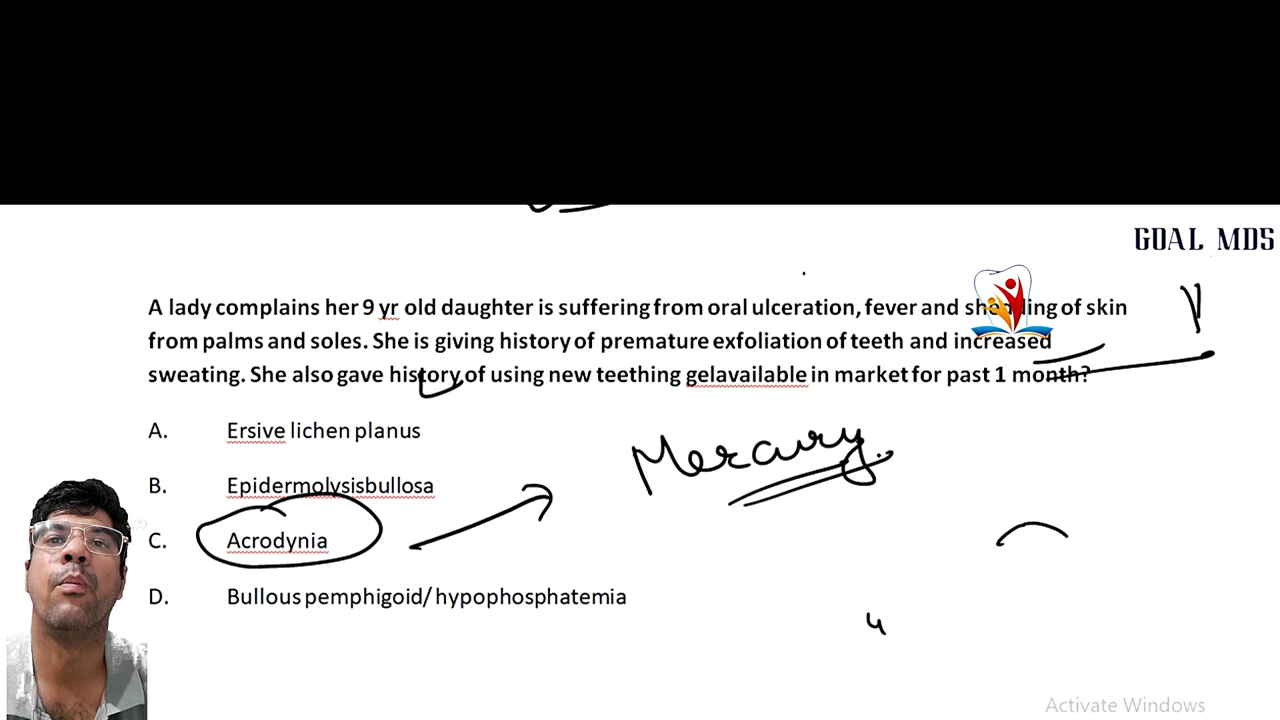 GOAL MDS
A lady complains her 9 yr old daughter is suffering from oral ulceration, fever and shedding of skin
from palms and soles. She is giving history of premature exfoliation of teeth and increased
sweating. She also gave history of using new teething gelavailable in market for past 1 month?
A. Ersive lichen planus
Mercury
B. Epidermolysisbullosa
C. Acrodynia
D. Bullous pemphigoid/ hypophosphatemia
Activate Windows